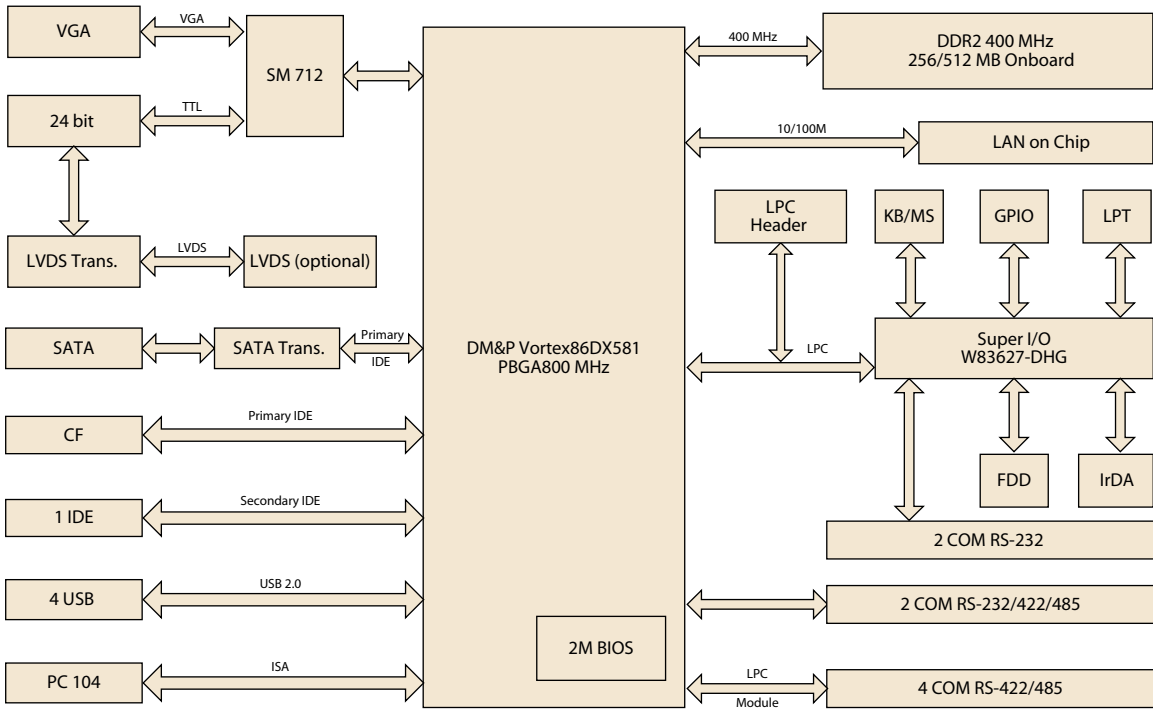 VGA
VGA
SM 712
TTL
24 bit
LVDS Trans.
LVDS
LVDS (optional)
SATA
SATA Trans.
Primary
IDE
CF
Primary IDE
1 IDE
Secondary IDE
4 USB
USB 2.0
PC 104
ISA
DM&P Vortex86DX581
PBGA800 MHz
2M BIOS
400 MHz
DDR2 400 MHz
256/512 MB Onboard
10/100M
LAN on Chip
LPC
Header
KB/MS
GPIO
LPT
LPC
Super I/O
W83627-DHG
FDD
IrDA
2 COM RS-232
2 COM RS-232/422/485
LPC
Module
4 COM RS-422/485